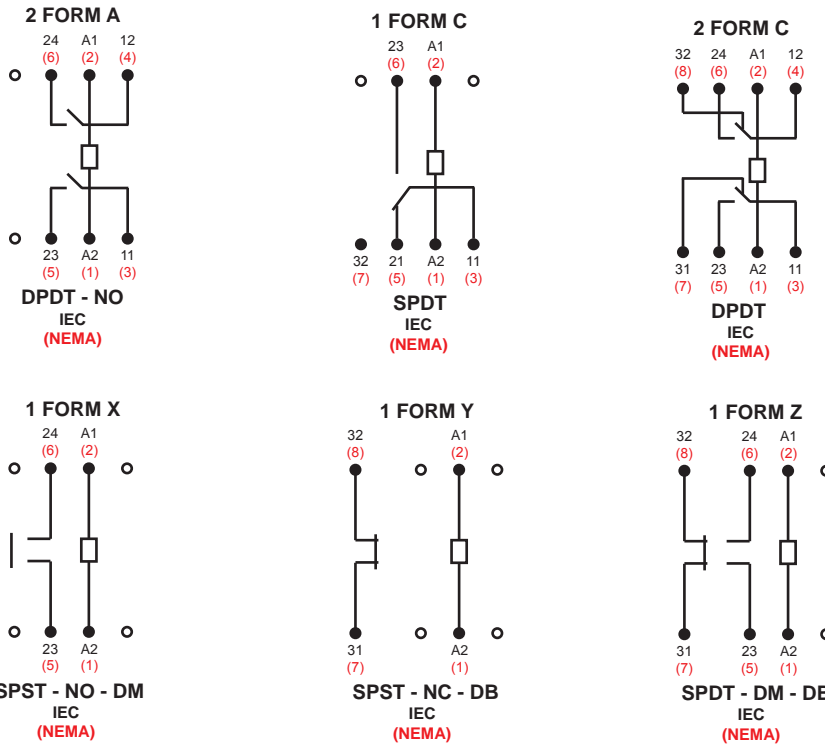 2 FORM A
24 A1 12
(6) (2) (4)
23 A2 11
(5) (1) (3)
DPDT - NO
IEC
(NEMA)
1 FORM C
23 A1
(6) (2)
32 21 A2 11
(7) (5) (1) (3)
SPDT
IEC
(NEMA)
2 FORM C
32 24 A1 12
(8) (6) (2) (4)
31 23 A2 11
(7) (5) (1) (3)
DPDT
IEC
(NEMA)
1 FORM X
24 A1
(6) (2)
23 A2
(5) (1)
SPST - NO - DM
IEC
(NEMA)
1 FORM Y
32 A1
(8) (2)
31 A2
(7) (1)
SPST - NC - DB
IEC
(NEMA)
1 FORM Z
32 24 A1
(8) (6) (2)
31 23 A2
(7) (5) (1)
SPDT - DM - DB
IEC
(NEMA)